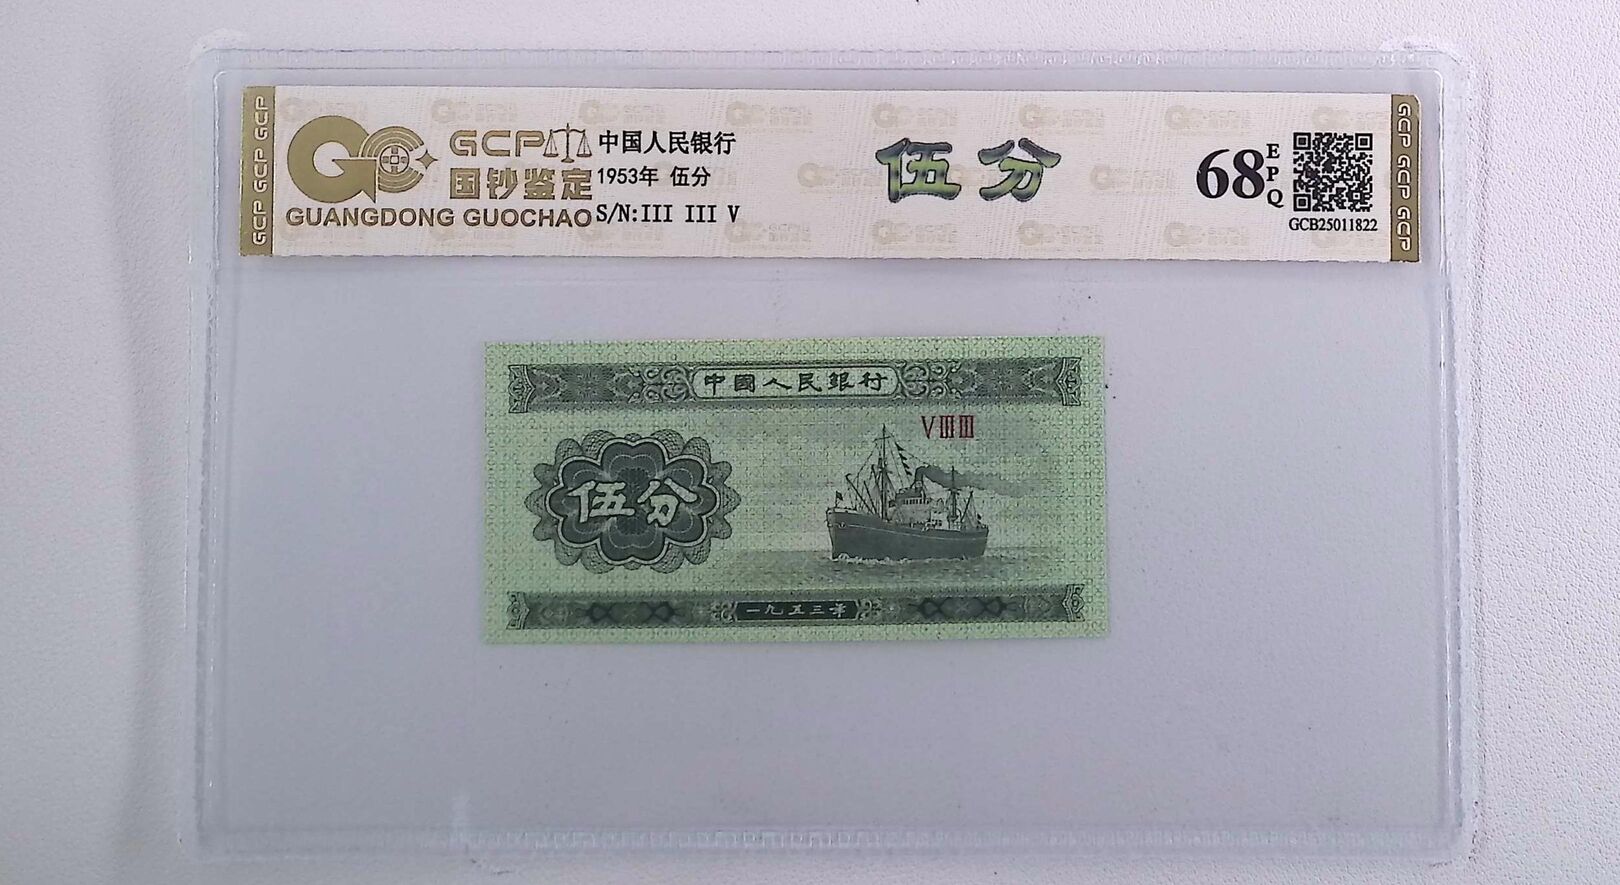 GCP
中国人民银行
国钞鉴定
1953年 伍分
GUANGDONG GUOCHAO
S/N:III III V
伍分
68
EPQ
GCB25011822
GCP GCP GCP
GCP GCP GCP
中國人民銀行
VIIIIII
伍分
一九五三年